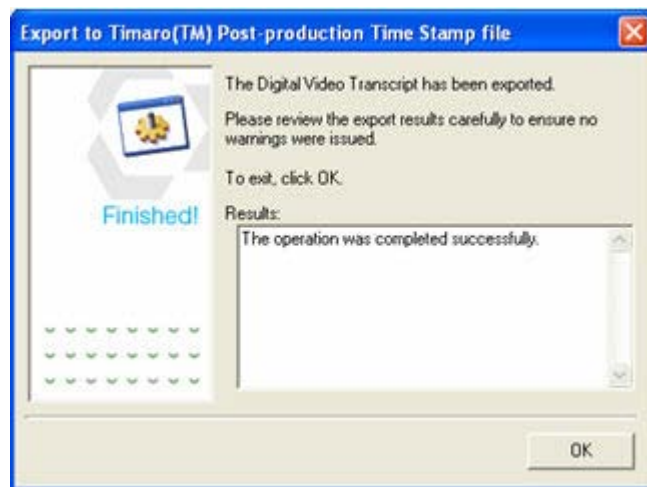 Export to Timaro(TM) Post-production Time Stamp file
The Digital Video Transcript has been exported.
Please review the export results carefully to ensure no
warnings were issued.
To exit, click OK.
Finished!
Results:
The operation was completed successfully.
OK